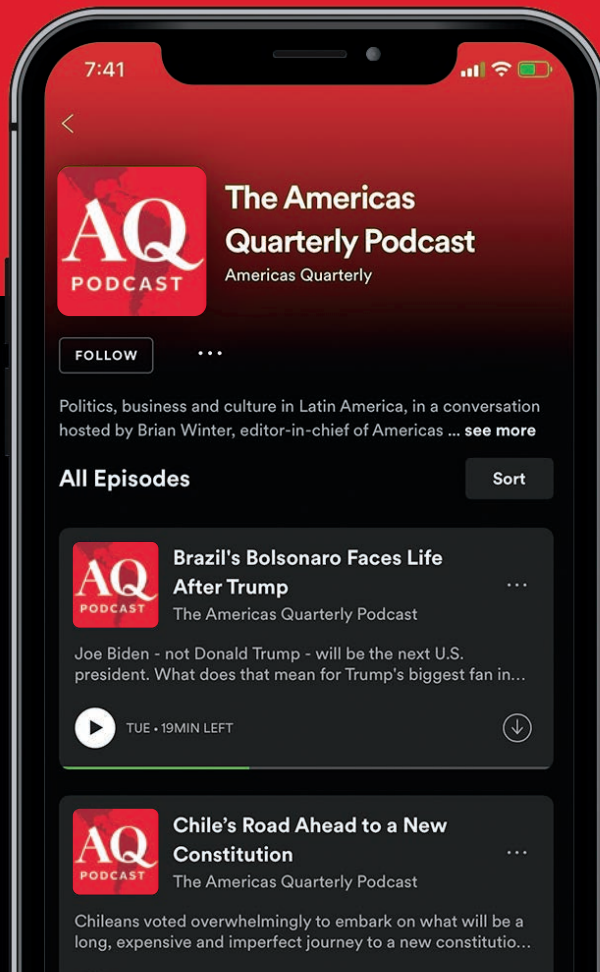 7:41
AQ
PODCAST
The Americas
Quarterly Podcast
Americas Quarterly
FOLLOW
Politics, business and culture in Latin America, in a conversation
hosted by Brian Winter, editor-in-chief of Americas ... see more
All Episodes
Sort
AQ
PODCAST
Brazil's Bolsonaro Faces Life
After Trump
The Americas Quarterly Podcast
Joe Biden - not Donald Trump - will be the next U.S.
president. What does that mean for Trump's biggest fan in...
TUE • 19MIN LEFT
AQ
PODCAST
Chile’s Road Ahead to a New
Constitution
The Americas Quarterly Podcast
Chileans voted overwhelmingly to embark on what will be a
long, expensive and imperfect journey to a new constitutio...